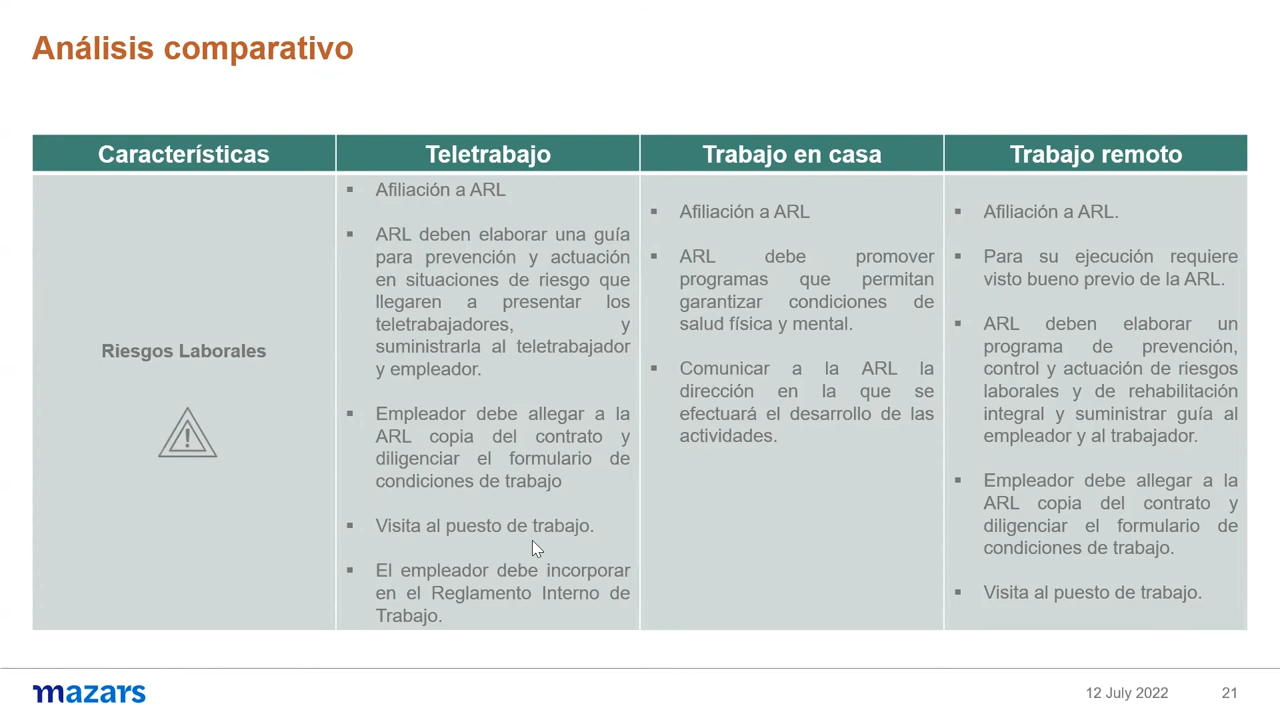 Análisis comparativo
Características
Teletrabajo
Trabajo en casa
Trabajo remoto
Riesgos Laborales
▪ Afiliación a ARL
▪ ARL deben elaborar una guía
para prevención y actuación
en situaciones de riesgo que
llegaren a presentar los
teletrabajadores, y
suministrarla al teletrabajador
y empleador.
▪ Empleador debe allegar a la
ARL copia del contrato y
diligenciar el formulario de
condiciones de trabajo
▪ Visita al puesto de trabajo.
▪ El empleador debe incorporar
en el Reglamento Interno de
Trabajo.
▪ Afiliación a ARL
▪ ARL debe promover
programas que permitan
garantizar condiciones de
salud física y mental.
▪ Comunicar a la ARL la
dirección en la que se
efectuará el desarrollo de las
actividades.
▪ Afiliación a ARL.
▪ Para su ejecución requiere
visto bueno previo de la ARL.
▪ ARL deben elaborar un
programa de prevención,
control y actuación de riesgos
laborales y de rehabilitación
integral y suministrar guía al
empleador y al trabajador.
▪ Empleador debe allegar a la
ARL copia del contrato y
diligenciar el formulario de
condiciones de trabajo.
▪ Visita al puesto de trabajo.
mazars
12 July 2022
21